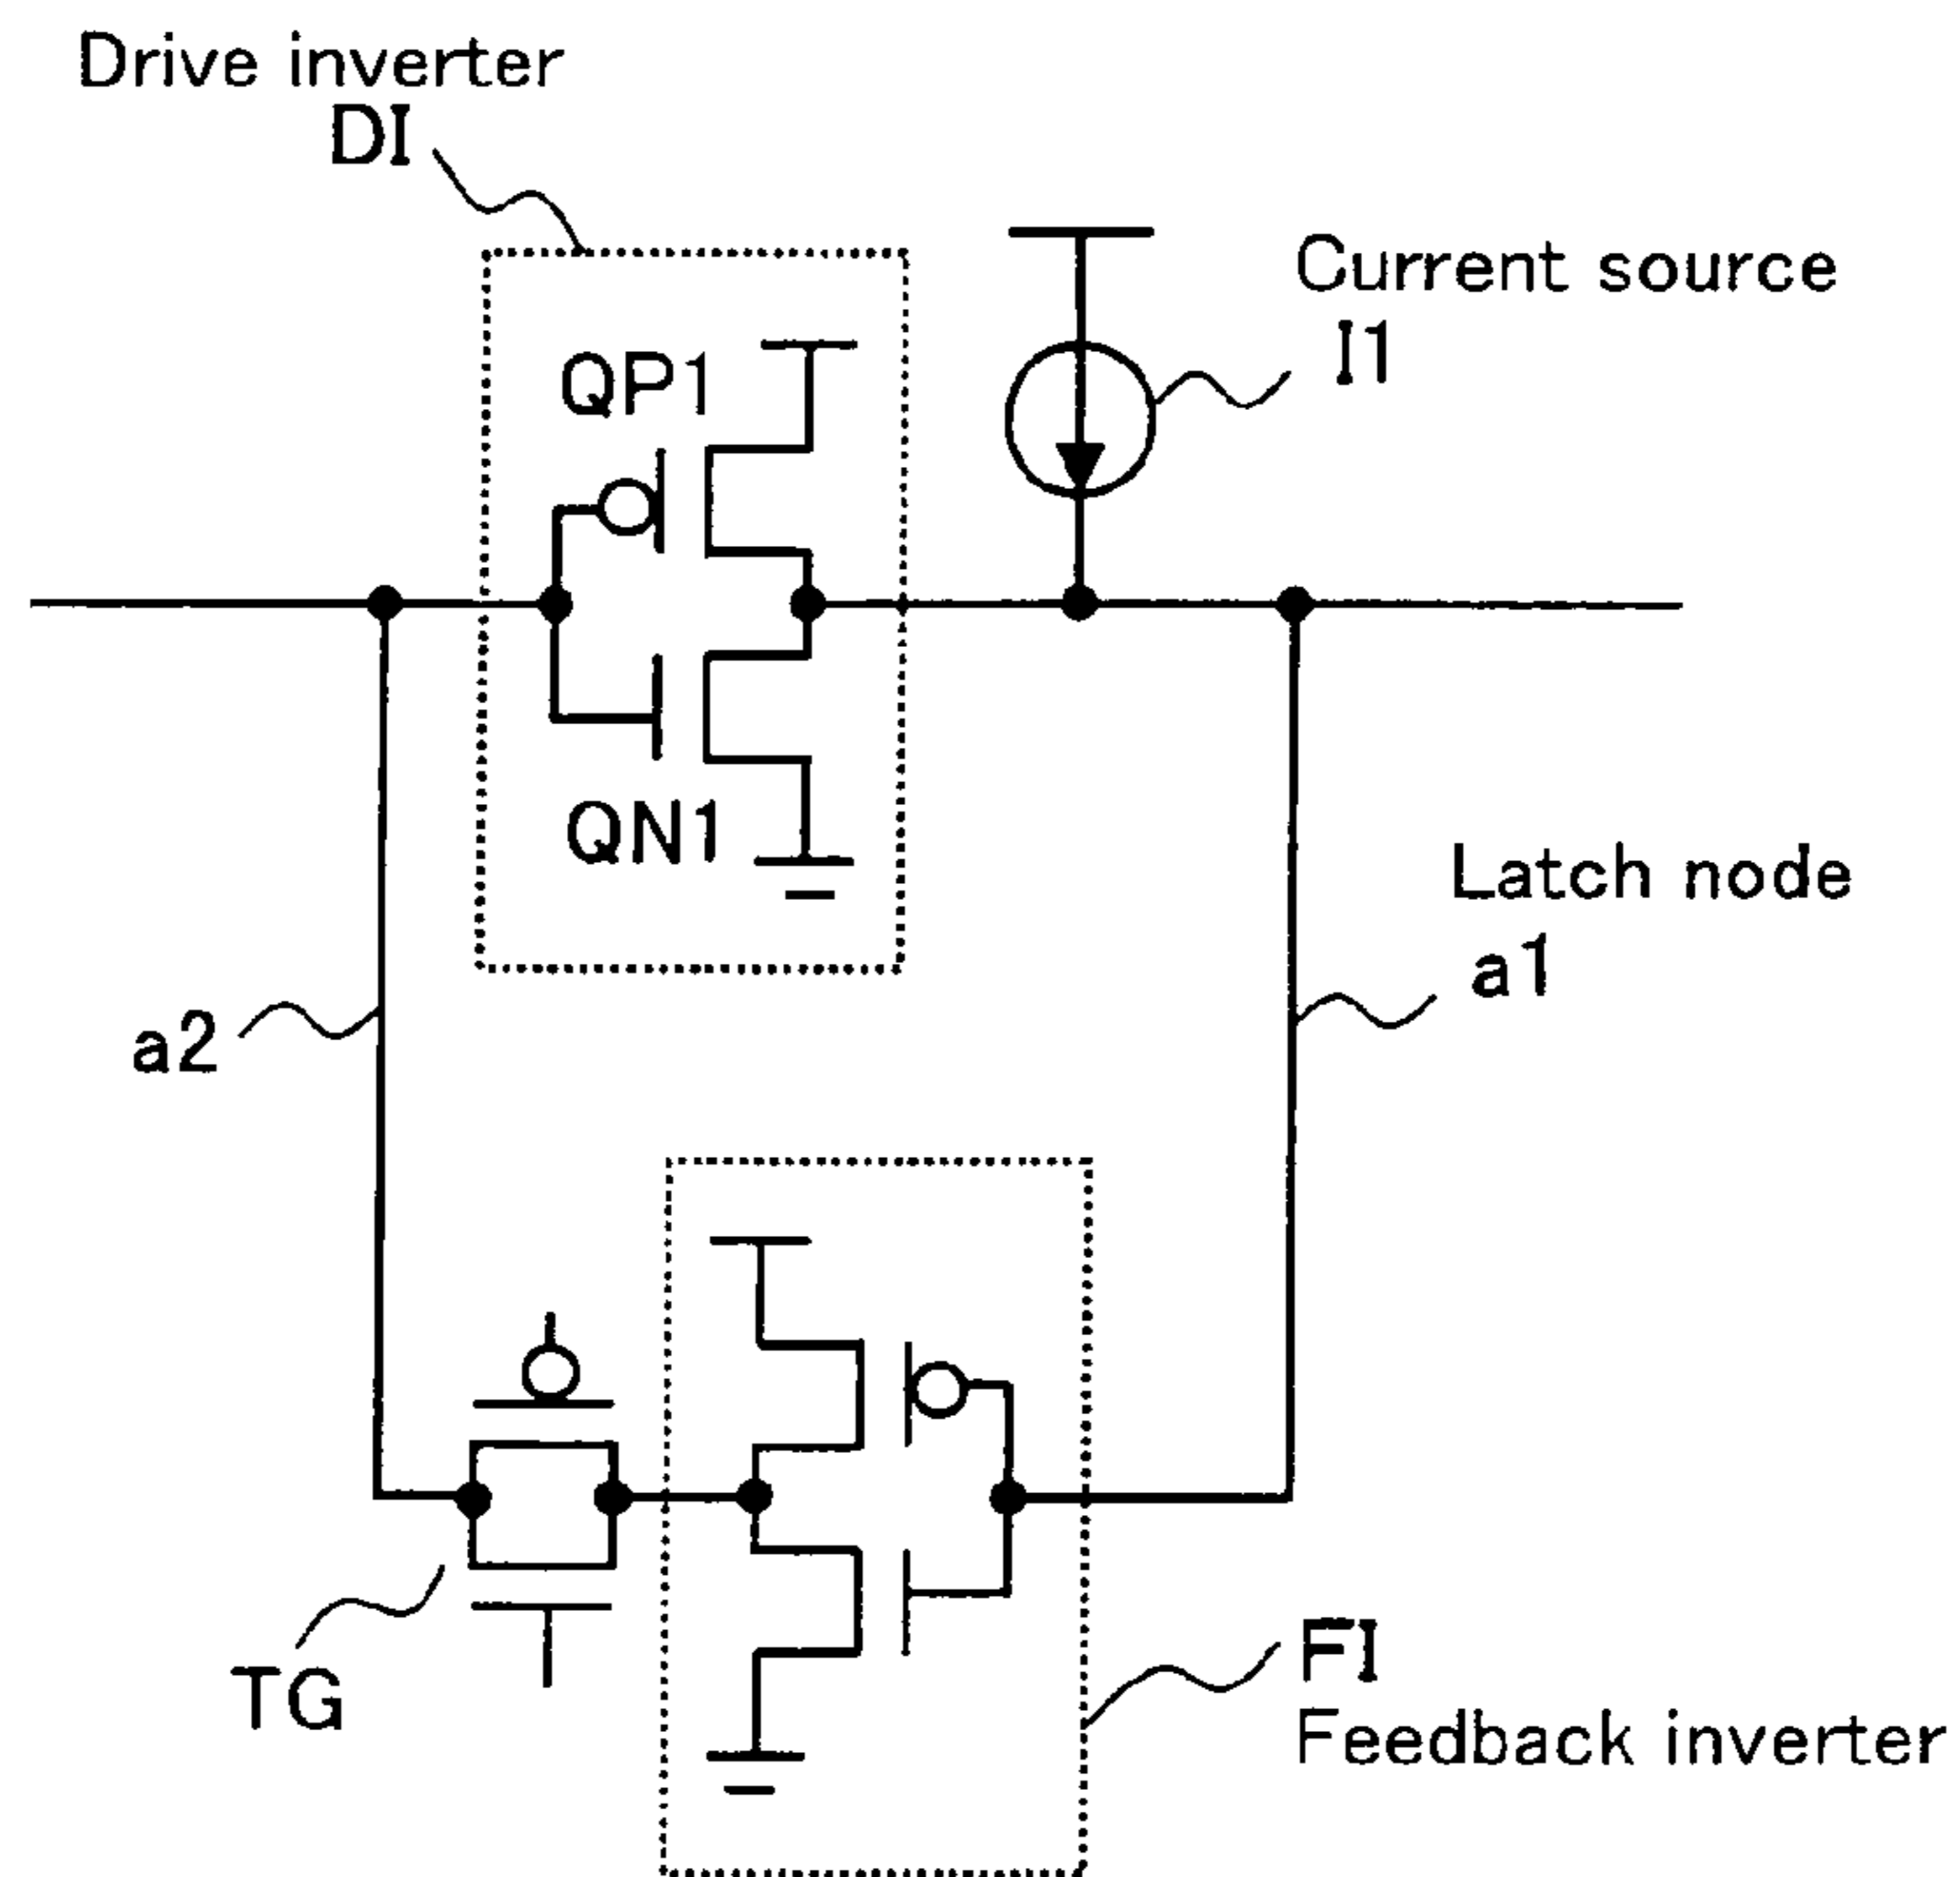 Drive inverter
DI
Current source
I1
QP1
QN1
Latch node
a1
a2
TG
FI
Feedback inverter